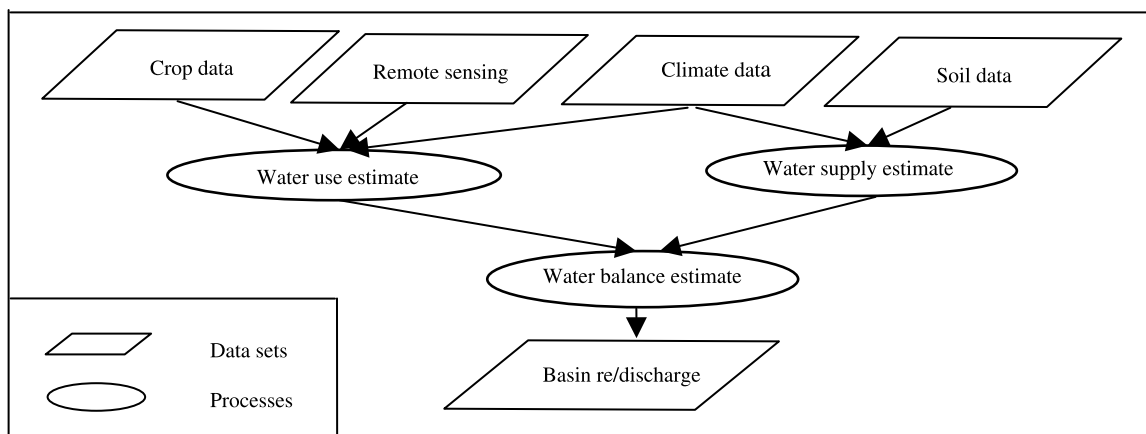 Crop data
Remote sensing
Climate data
Soil data
Water use estimate
Water supply estimate
Water balance estimate
Basin re/discharge
Data sets
Processes